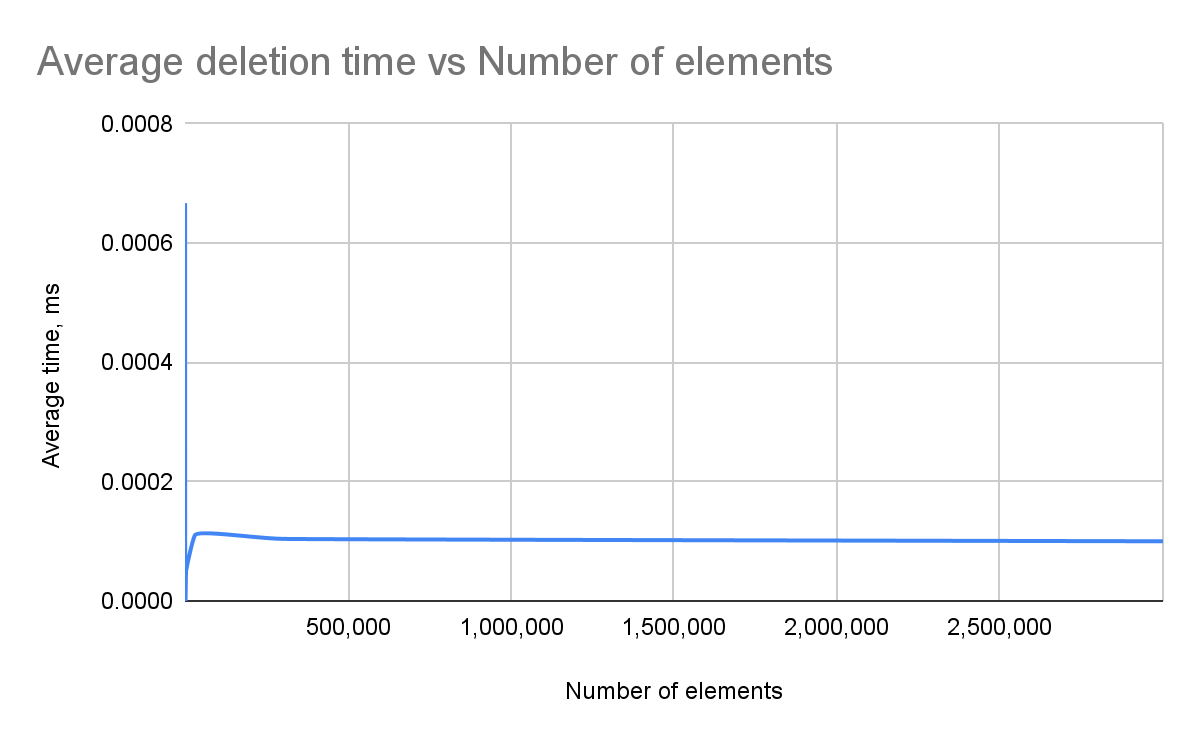 Average deletion time vs Number of elements
0.0008
0.0006
0.0004
0.0002
0.0000
Average time, ms
500,000 1,000,000 1,500,000 2,000,000 2,500,000
Number of elements